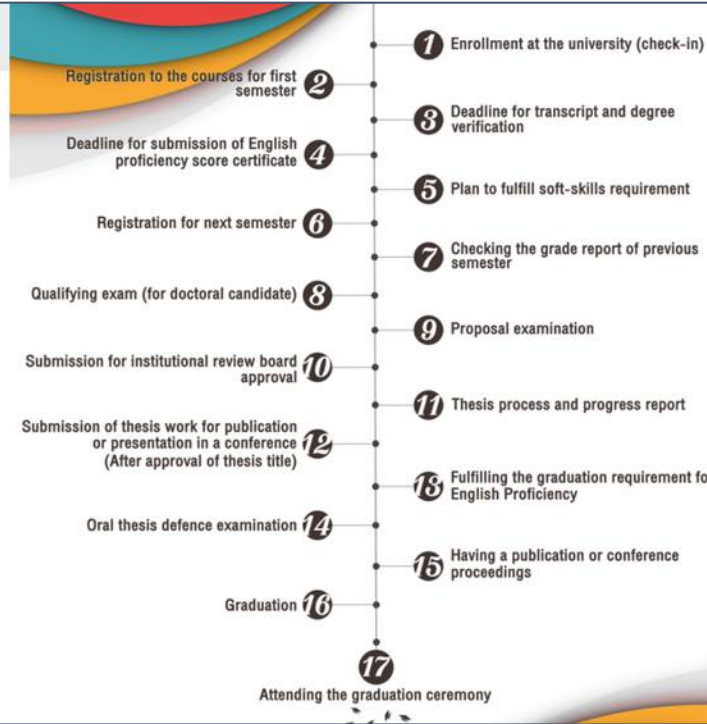 1 Enrollment at the university (check-in)
2 Registration to the courses for first
semester
3 Deadline for transcript and degree
verification
4 Deadline for submission of English
proficiency score certificate
5 Plan to fulfill soft-skills requirement
6 Registration for next semester
7 Checking the grade report of previous
semester
8 Qualifying exam (for doctoral candidate)
9 Proposal examination
10 Submission for institutional review board
approval
11 Thesis process and progress report
12 Submission of thesis work for publication
or presentation in a conference
(After approval of thesis title)
13 Fulfilling the graduation requirement fo
English Proficiency
14 Oral thesis defence examination
15 Having a publication or conference
proceedings
16 Graduation
17
Attending the graduation ceremony